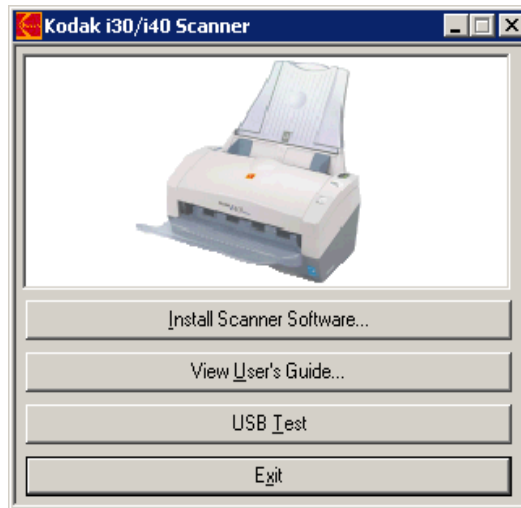 Kodak i30/i40 Scanner
Install Scanner Software...
View User's Guide...
USB Test
Exit